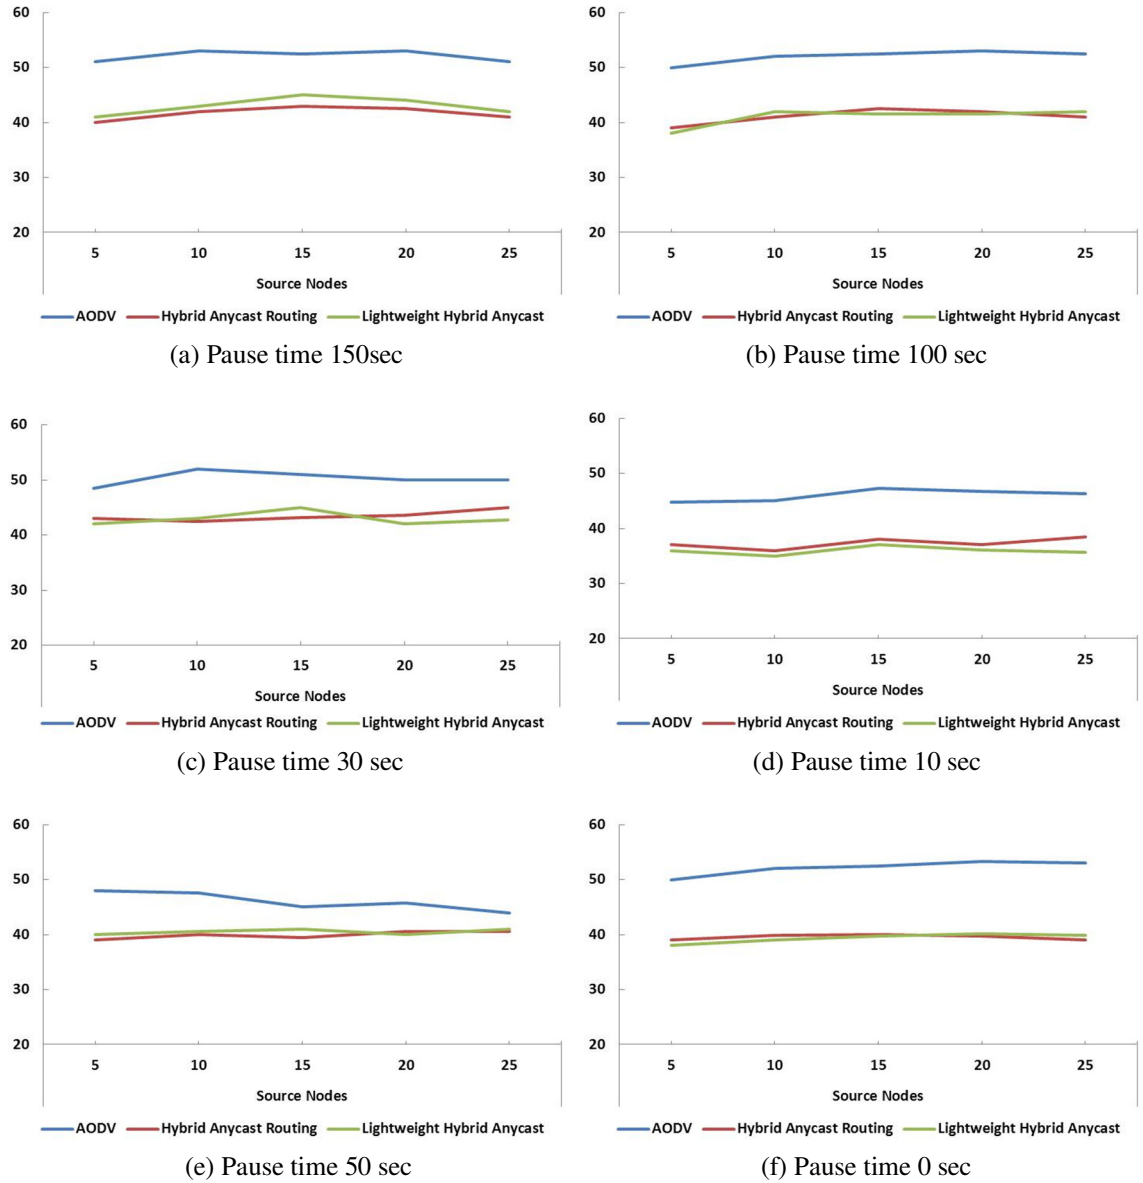 60
50
40
30
20
5 10 15 20 25
Source Nodes
AODV Hybrid Anycast Routing Lightweight Hybrid Anycast
(a) Pause time 150sec
60
50
40
30
20
5 10 15 20 25
Source Nodes
AODV Hybrid Anycast Routing Lightweight Hybrid Anycast
(b) Pause time 100 sec
60
50
40
30
20
5 10 15 20 25
Source Nodes
AODV Hybrid Anycast Routing Lightweight Hybrid Anycast
(c) Pause time 30 sec
60
50
40
30
20
5 10 15 20 25
Source Nodes
AODV Hybrid Anycast Routing Lightweight Hybrid Anycast
(d) Pause time 10 sec
60
50
40
30
20
5 10 15 20 25
Source Nodes
AODV Hybrid Anycast Routing Lightweight Hybrid Anycast
(e) Pause time 50 sec
60
50
40
30
20
5 10 15 20 25
Source Nodes
AODV Hybrid Anycast Routing Lightweight Hybrid Anycast
(f) Pause time 0 sec